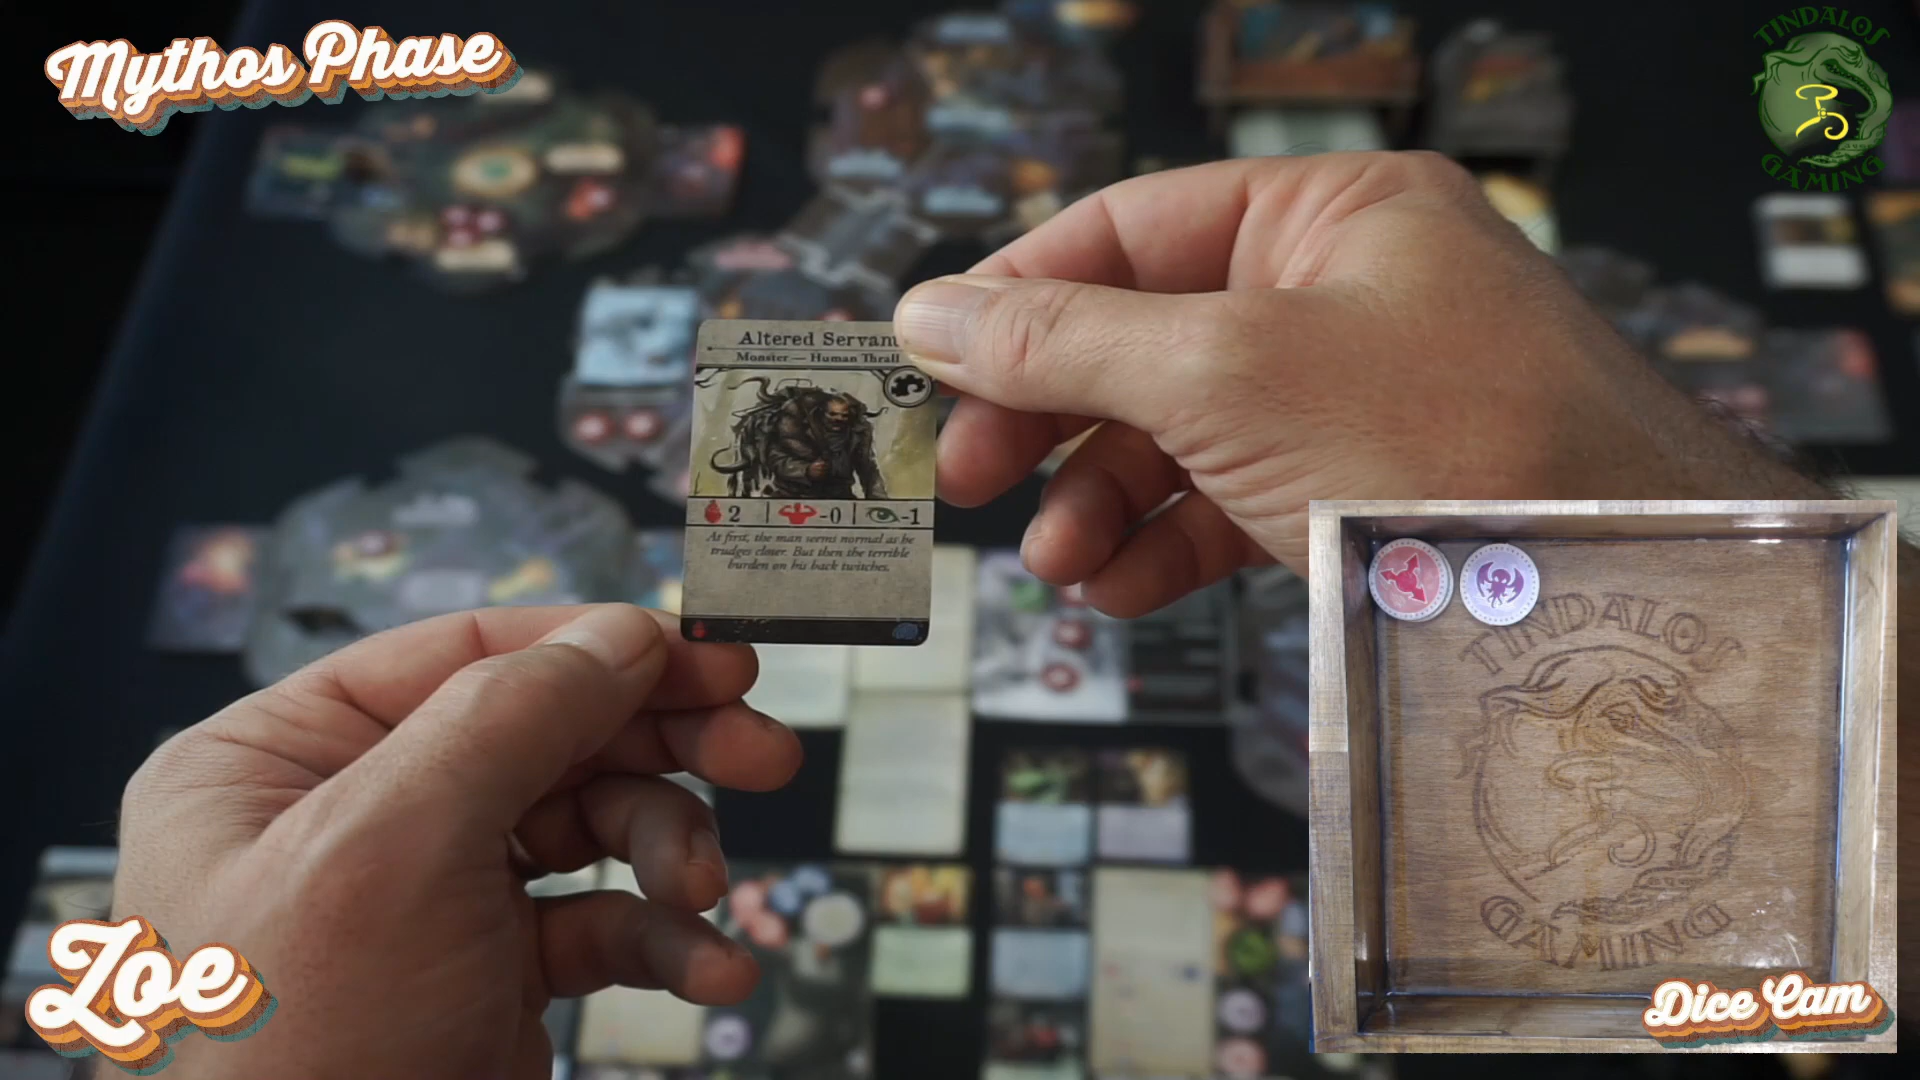 Mythos Phase
TINDALOS
GAMING
Altered Servant
Monster — Human Thrall
2
-0
-1
At first, the man seems normal as he
trudges closer. But then the terrible
burden on his back twitches.
TINDALOS
GAMING
Zoe
Dice Cam